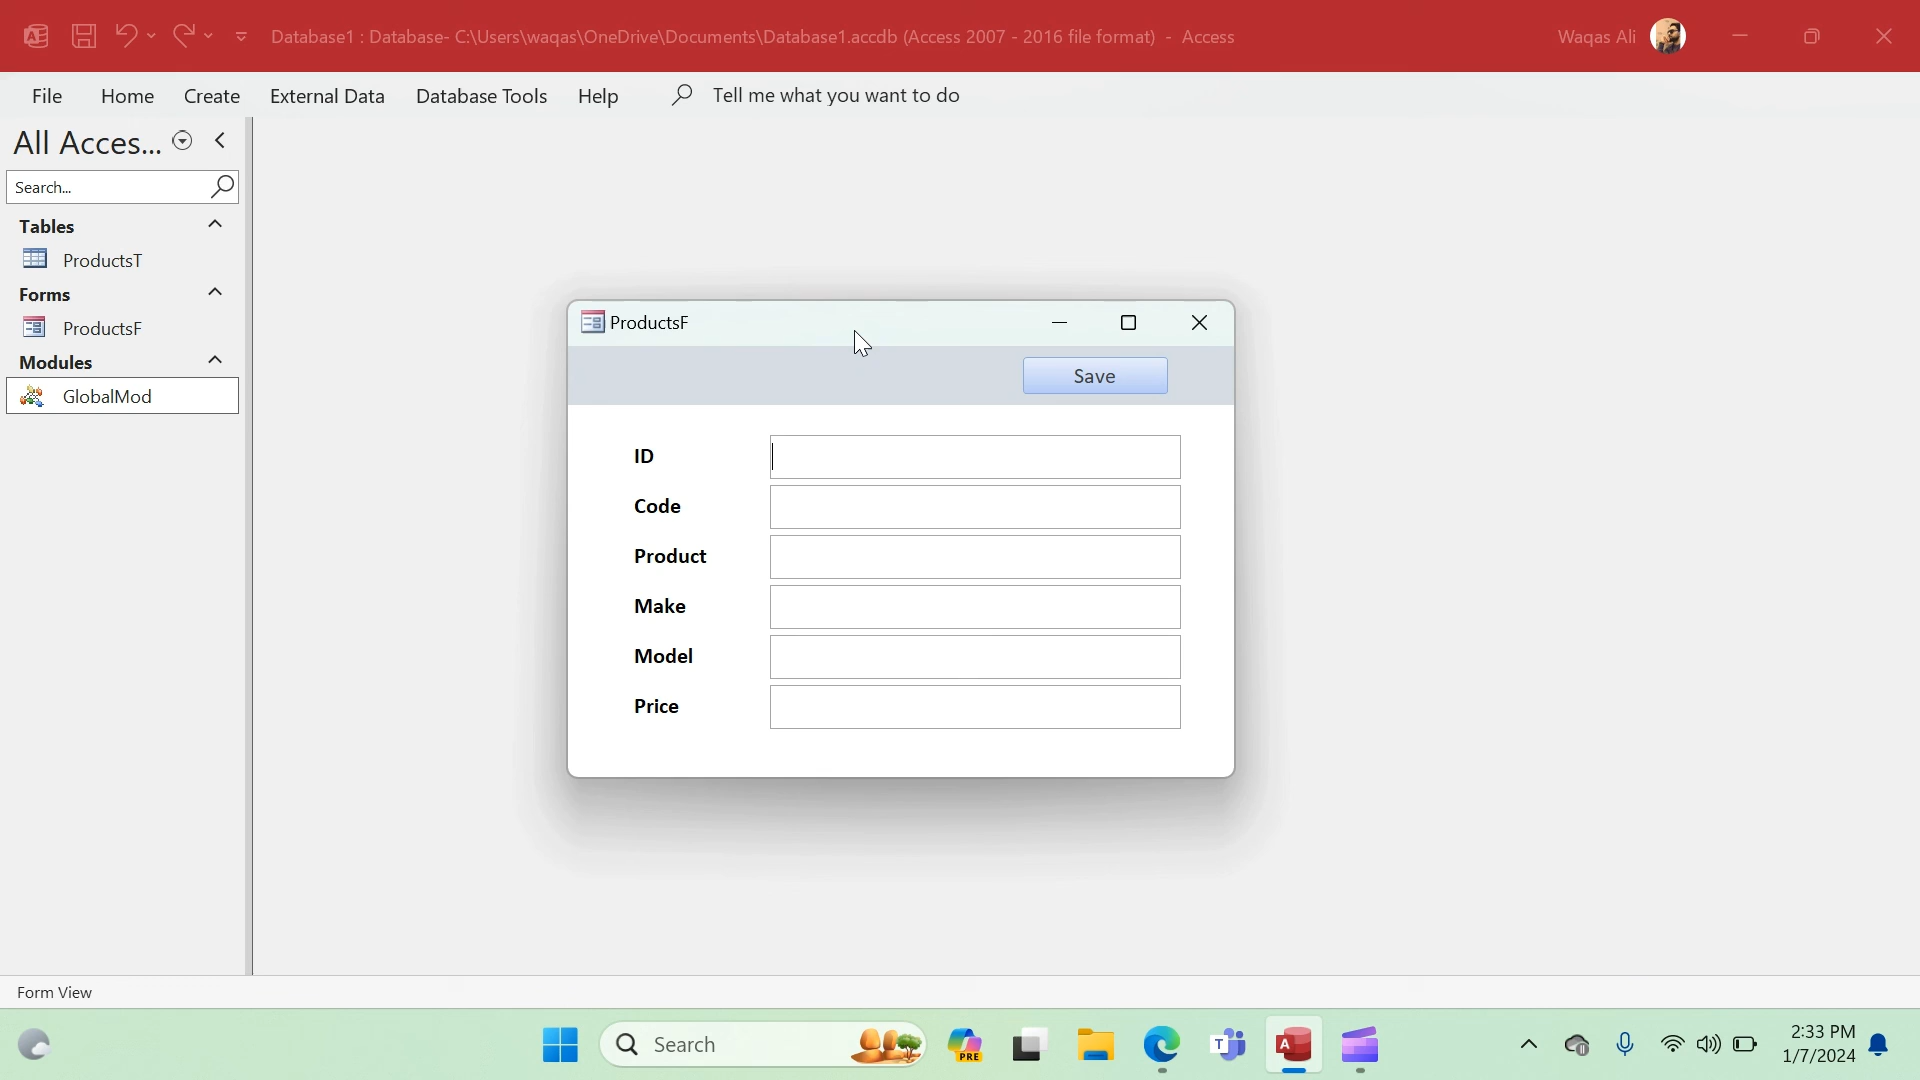 Database1 : Database- C:\Users\waqas\OneDrive\Documents\Database1.accdb (Access 2007 - 2016 file format) - Access
Waqas Ali
File Home Create External Data Database Tools Help Tell me what you want to do
All Acces...
Search...
Tables
ProductsT
Forms
ProductsF
Modules
GlobalMod
ProductsF
Save
ID
Code
Product
Make
Model
Price
Form View
Search
PRE
T
A
2:33 PM
1/7/2024